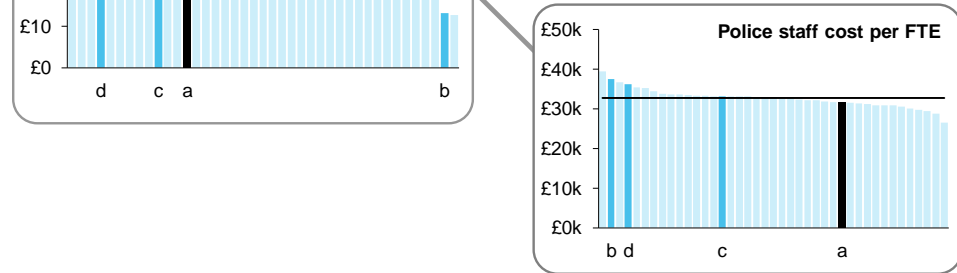 £10
£0
d c a b
Police staff cost per FTE
£50k
£40k
£30k
£20k
£10k
£0k
b d c a